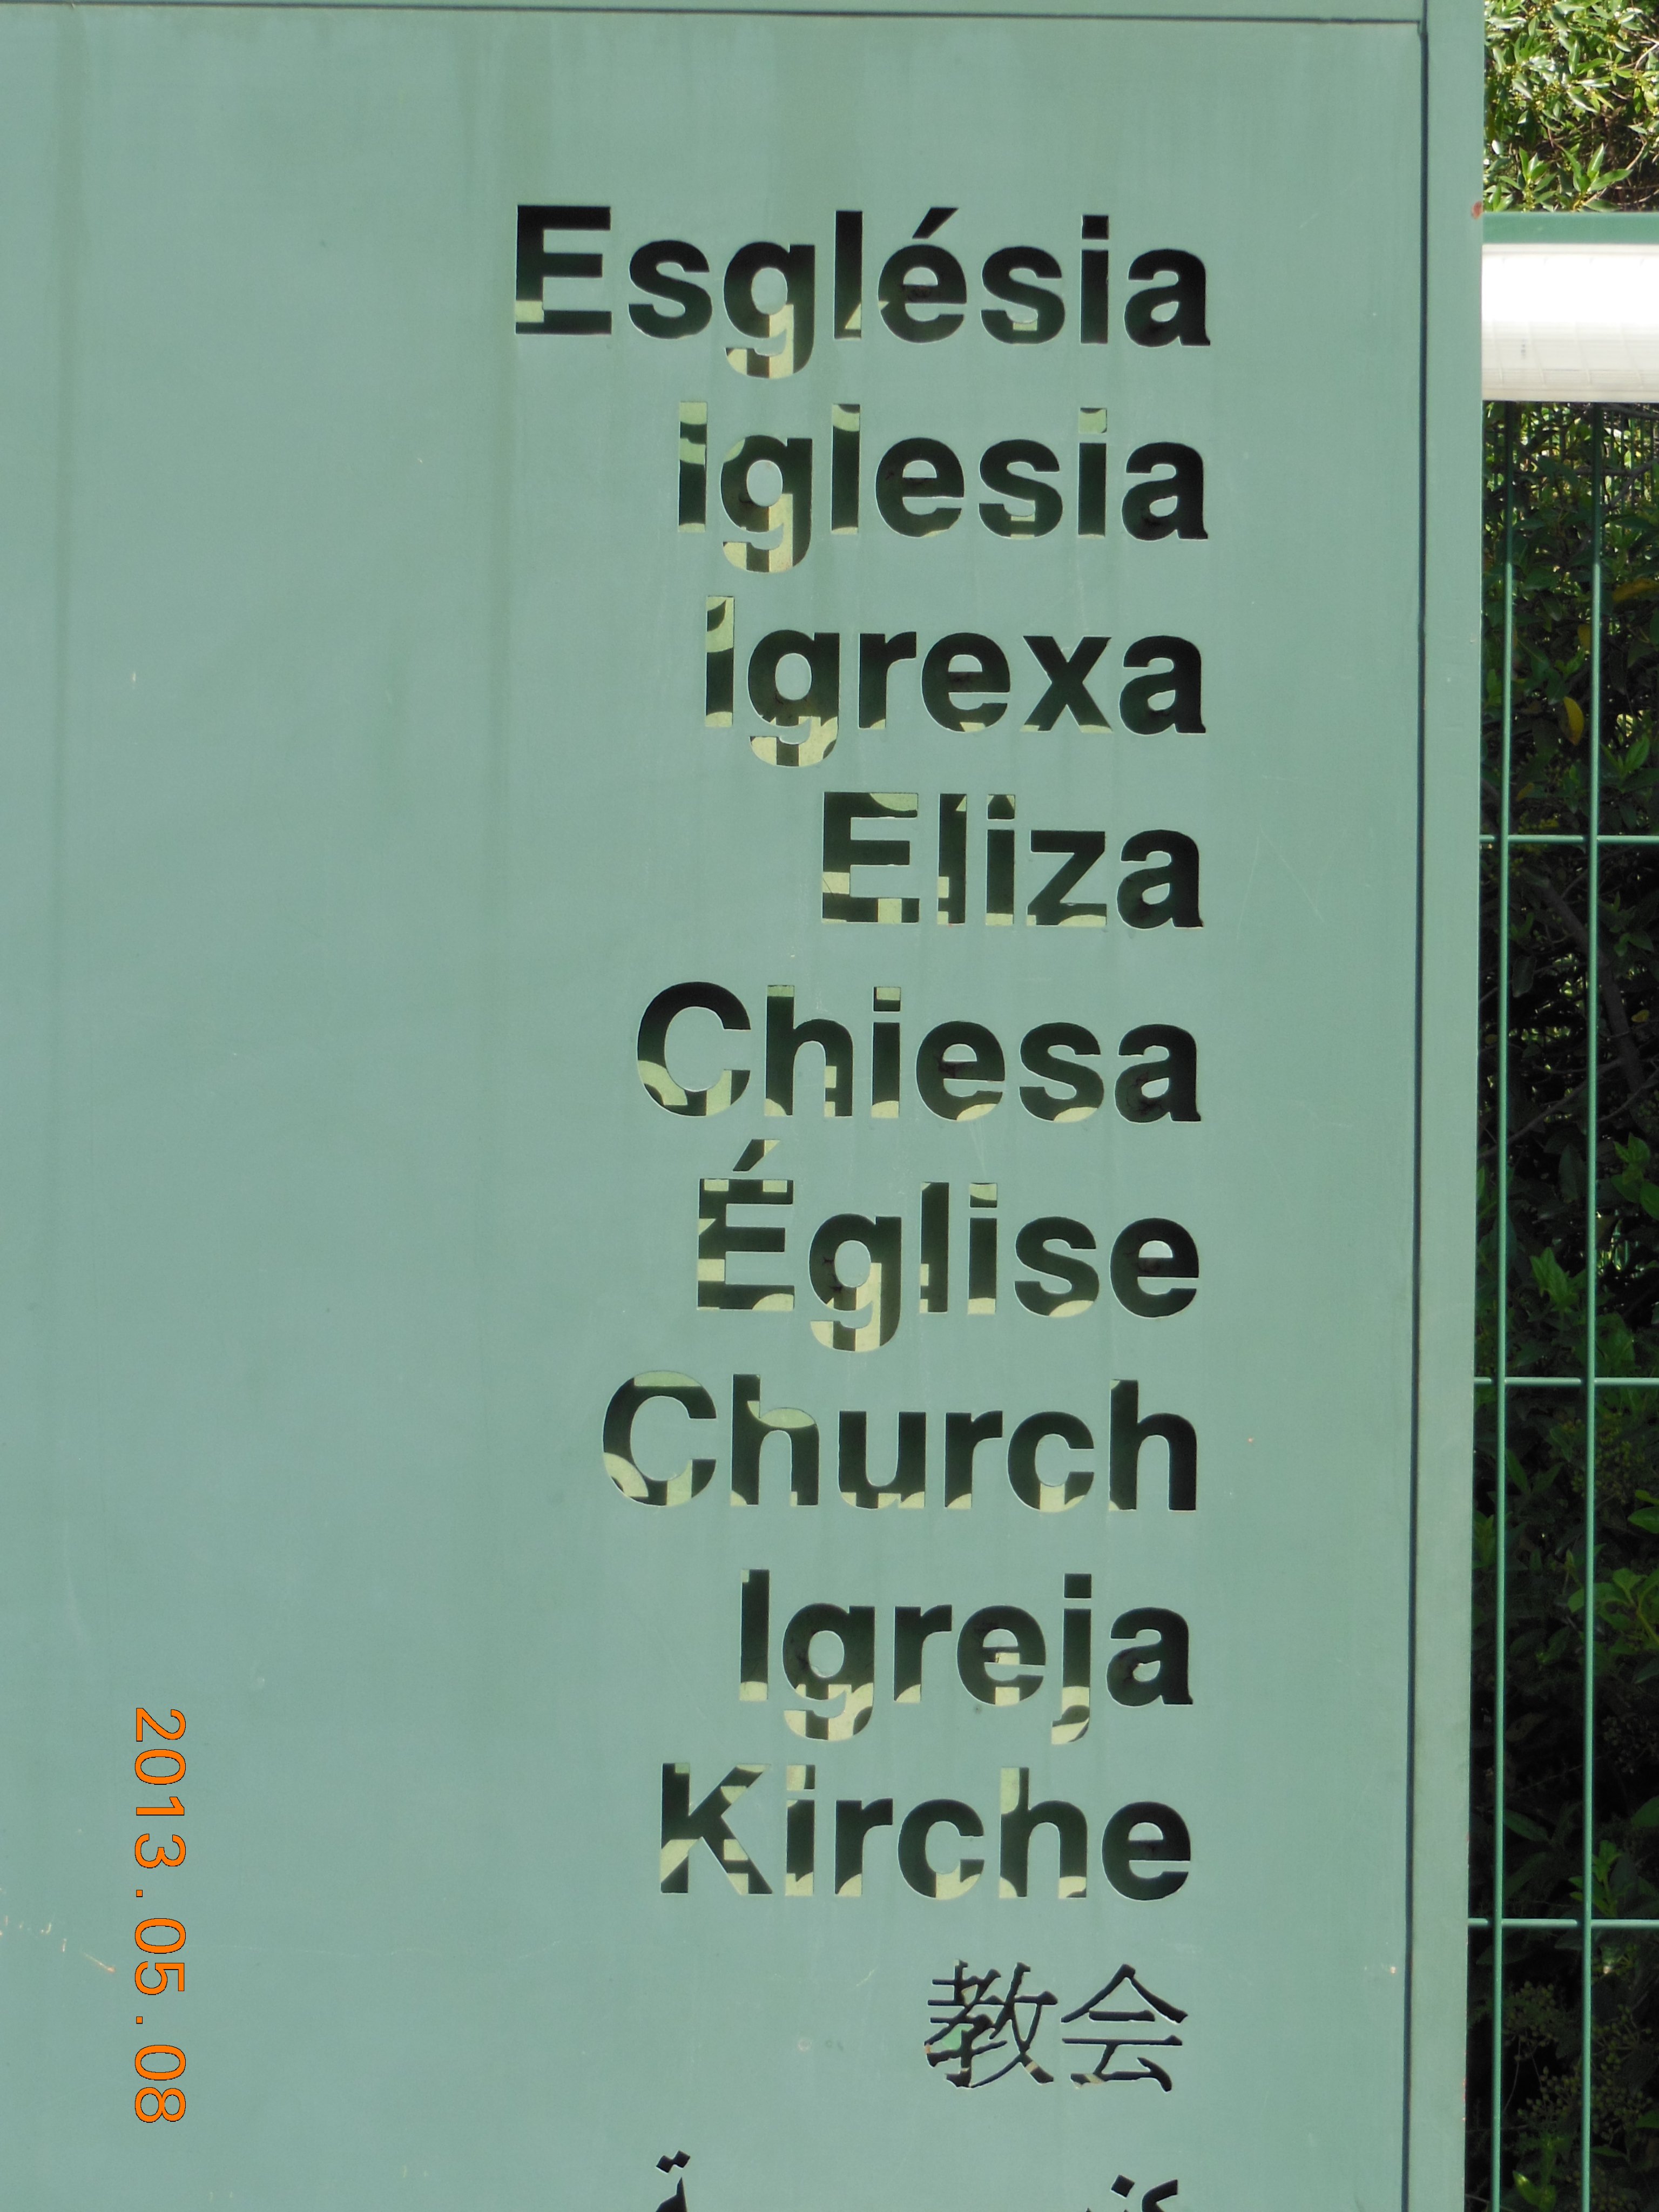 Església
Iglesia
Igrexa
Eliza
Chiesa
Église
Church
Igreja
Kirche
教会
2013.05.08